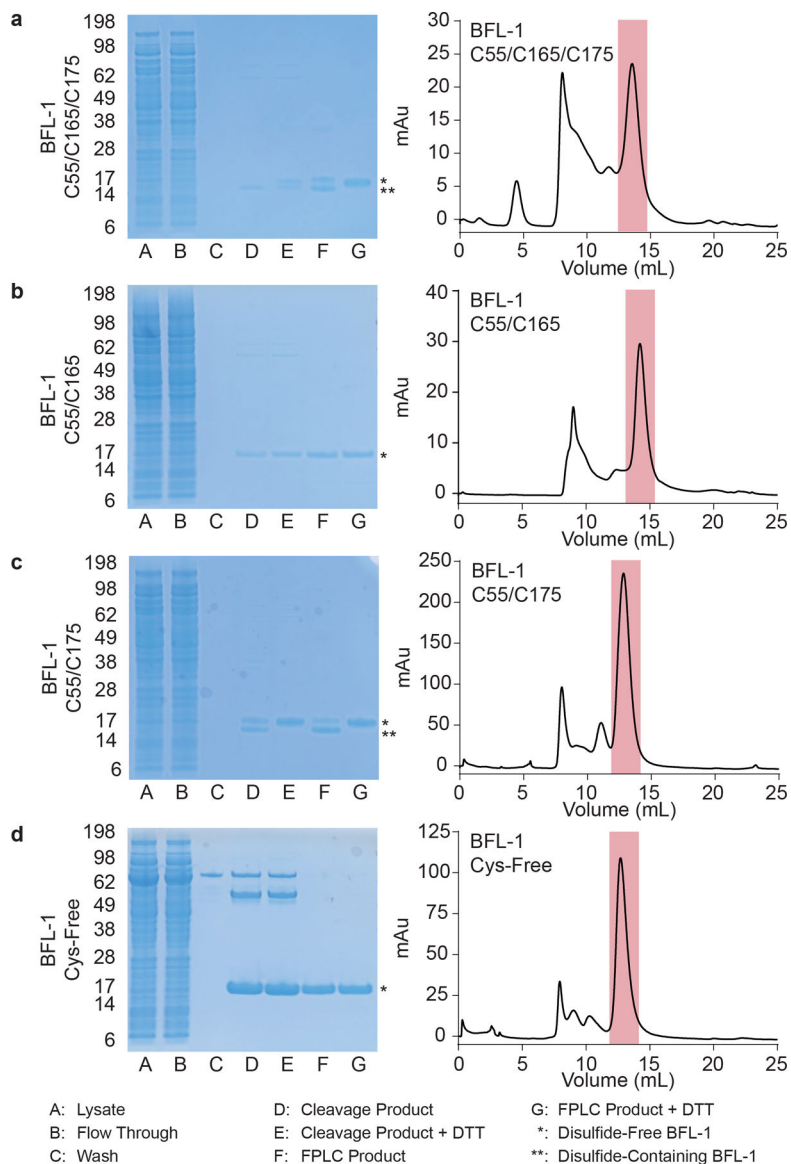 a
BFL-1
C55/C165/C175
198
98
62
49
38
28
17
14
6
*
**
A B C D E F G
BFL-1
C55/C165/C175
mAu
30
25
20
15
10
5
0
0 5 10 15 20 25
Volume (mL)
b
BFL-1
C55/C165
198
98
62
49
38
28
17
14
6
*
A B C D E F G
BFL-1
C55/C165
mAu
40
30
20
10
0
0 5 10 15 20 25
Volume (mL)
c
BFL-1
C55/C175
198
98
62
49
38
28
17
14
6
*
**
A B C D E F G
BFL-1
C55/C175
mAu
250
200
150
100
50
0
0 5 10 15 20 25
Volume (mL)
d
BFL-1
Cys-Free
198
98
62
49
38
28
17
14
6
*
A B C D E F G
BFL-1
Cys-Free
mAu
125
100
75
50
25
0
0 5 10 15 20 25
Volume (mL)
A: Lysate
B: Flow Through
C: Wash
D: Cleavage Product
E: Cleavage Product + DTT
F: FPLC Product
G: FPLC Product + DTT
*: Disulfide-Free BFL-1
**: Disulfide-Containing BFL-1